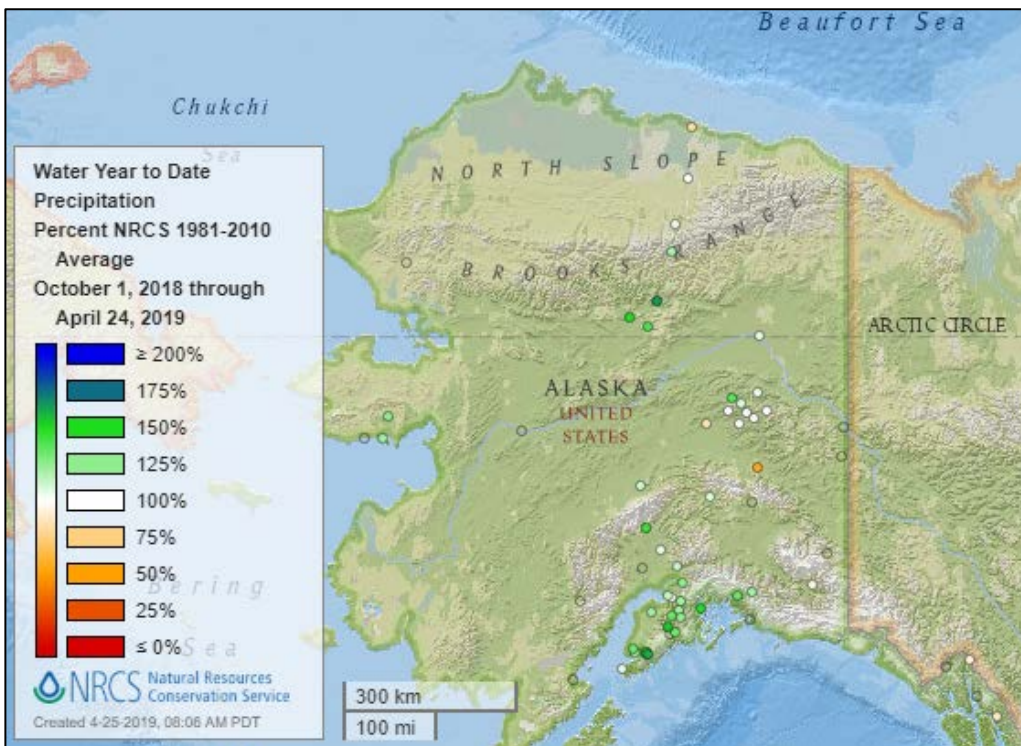 Beaufort Sea
Chukchi
Sea
NORTH SLOPE
BROOKS RANGE
ARCTIC CIRCLE
ALASKA
UNITED
STATES
Bering
Sea
Water Year to Date
Precipitation
Percent NRCS 1981-2010
Average
October 1, 2018 through
April 24, 2019
≥ 200%
175%
150%
125%
100%
75%
50%
25%
≤ 0%
NRCS Natural Resources
Conservation Service
Created 4-25-2019, 08:06 AM PDT
300 km
100 mi